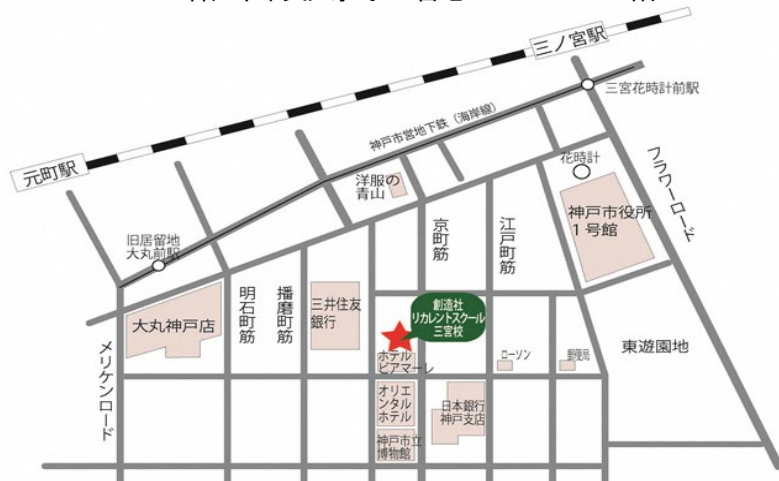 三ノ宮駅
三宮花時計前駅
神戸市営地下鉄（海岸線）
元町駅
花時計
フラワーロード
洋服の
青山
神戸市役所
1号館
旧居留地
大丸前駅
京町筋
江戸町筋
明石町筋
播磨町筋
三井住友
銀行
創造社
リカレントスクール
三宮校
大丸神戸店
メリケンロード
ホテル
ピアマーレ
ローソン
郵便局
東遊園地
オリエ
ンタル
ホテル
日本銀行
神戸支店
神戸市立
博物館